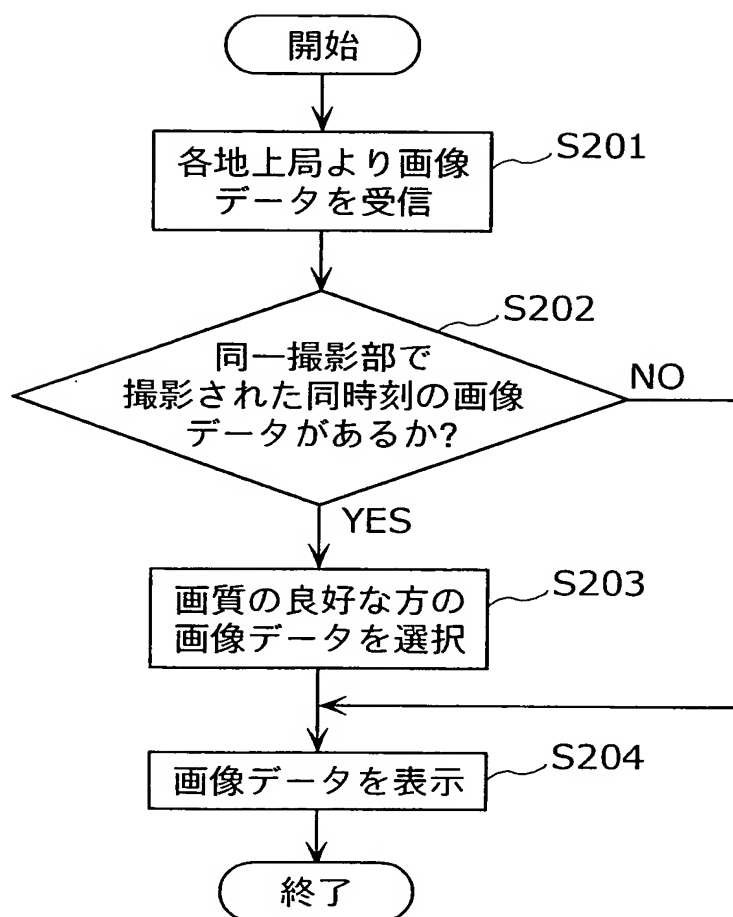 開始
各地上局より画像
データを受信
S201
S202
同一撮影部で
撮影された同時刻の画像
データがあるか?
NO
YES
画質の良好な方の
画像データを選択
S203
画像データを表示
S204
終了